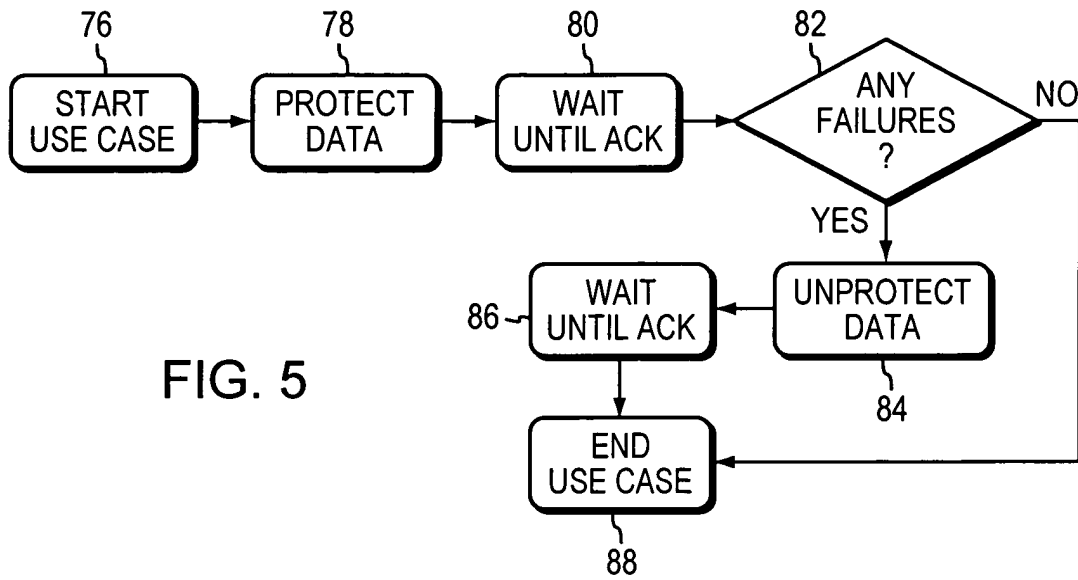 76
78
80
82
START
USE CASE
PROTECT
DATA
WAIT
UNTIL ACK
ANY
FAILURES
?
NO
YES
86
WAIT
UNTIL ACK
UNPROTECT
DATA
84
FIG. 5
END
USE CASE
88